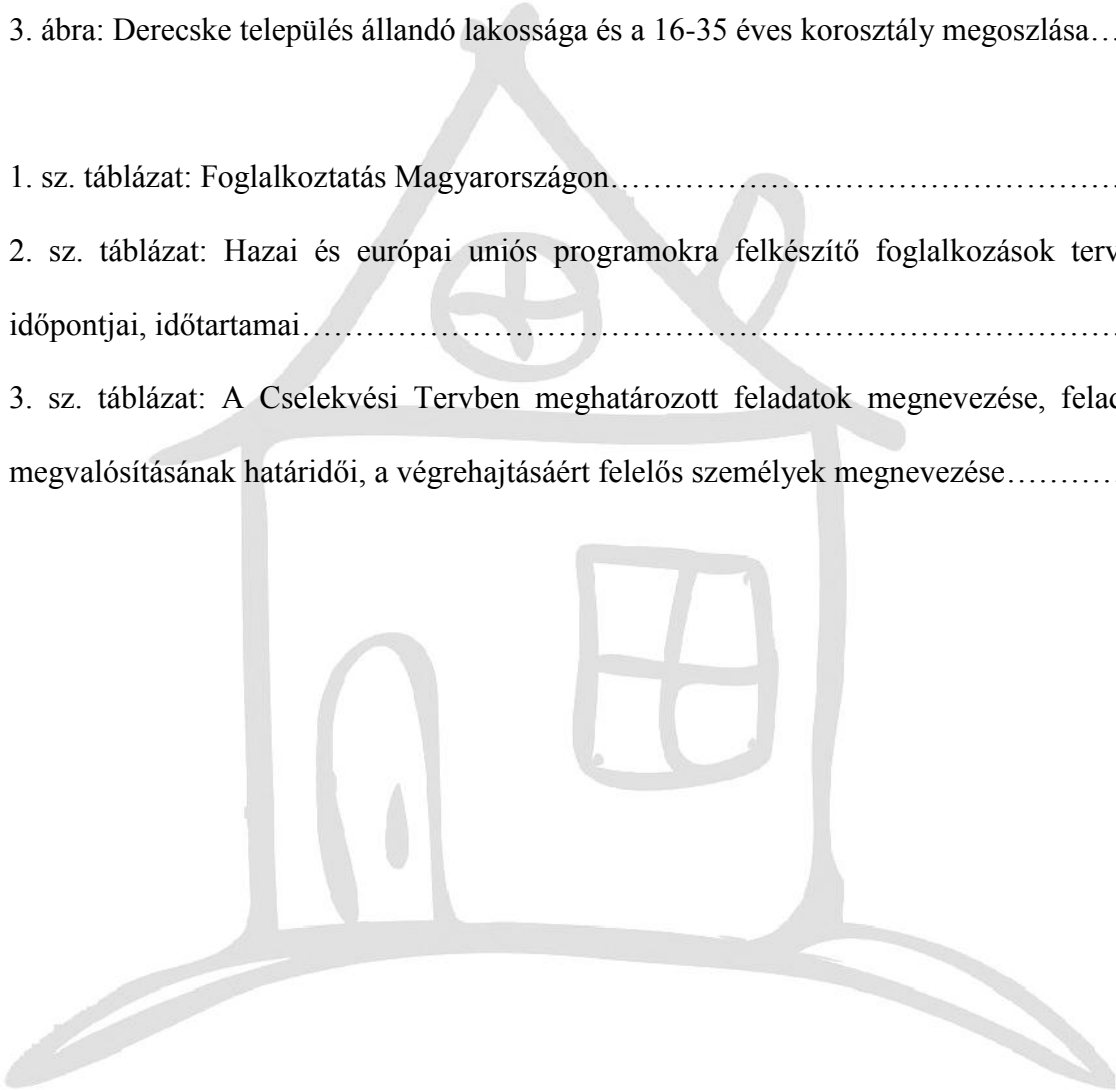 3. ábra: Derecske település állandó lakossága és a 16-35 éves korosztály megoszlása…
1. sz. táblázat: Foglalkoztatás Magyarországon……………………………………………………
2. sz. táblázat: Hazai és európai uniós programokra felkészítő foglalkozások
időpontjai, időtartamai…………………………………………………………………………………
3. sz. táblázat: A Cselekvési Tervben meghatározott feladatok megnevezése,
megvalósításának határidői, a végrehajtásáért felelős személyek megnevezése…………